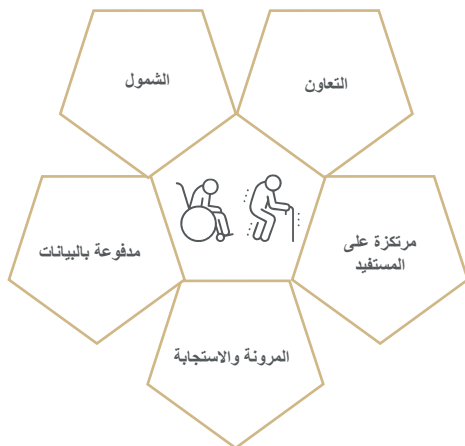 التعاون
الشمول
مرتكزة على
المستفيد
مدفوعة بالبيانات
المرونة والاستجابة